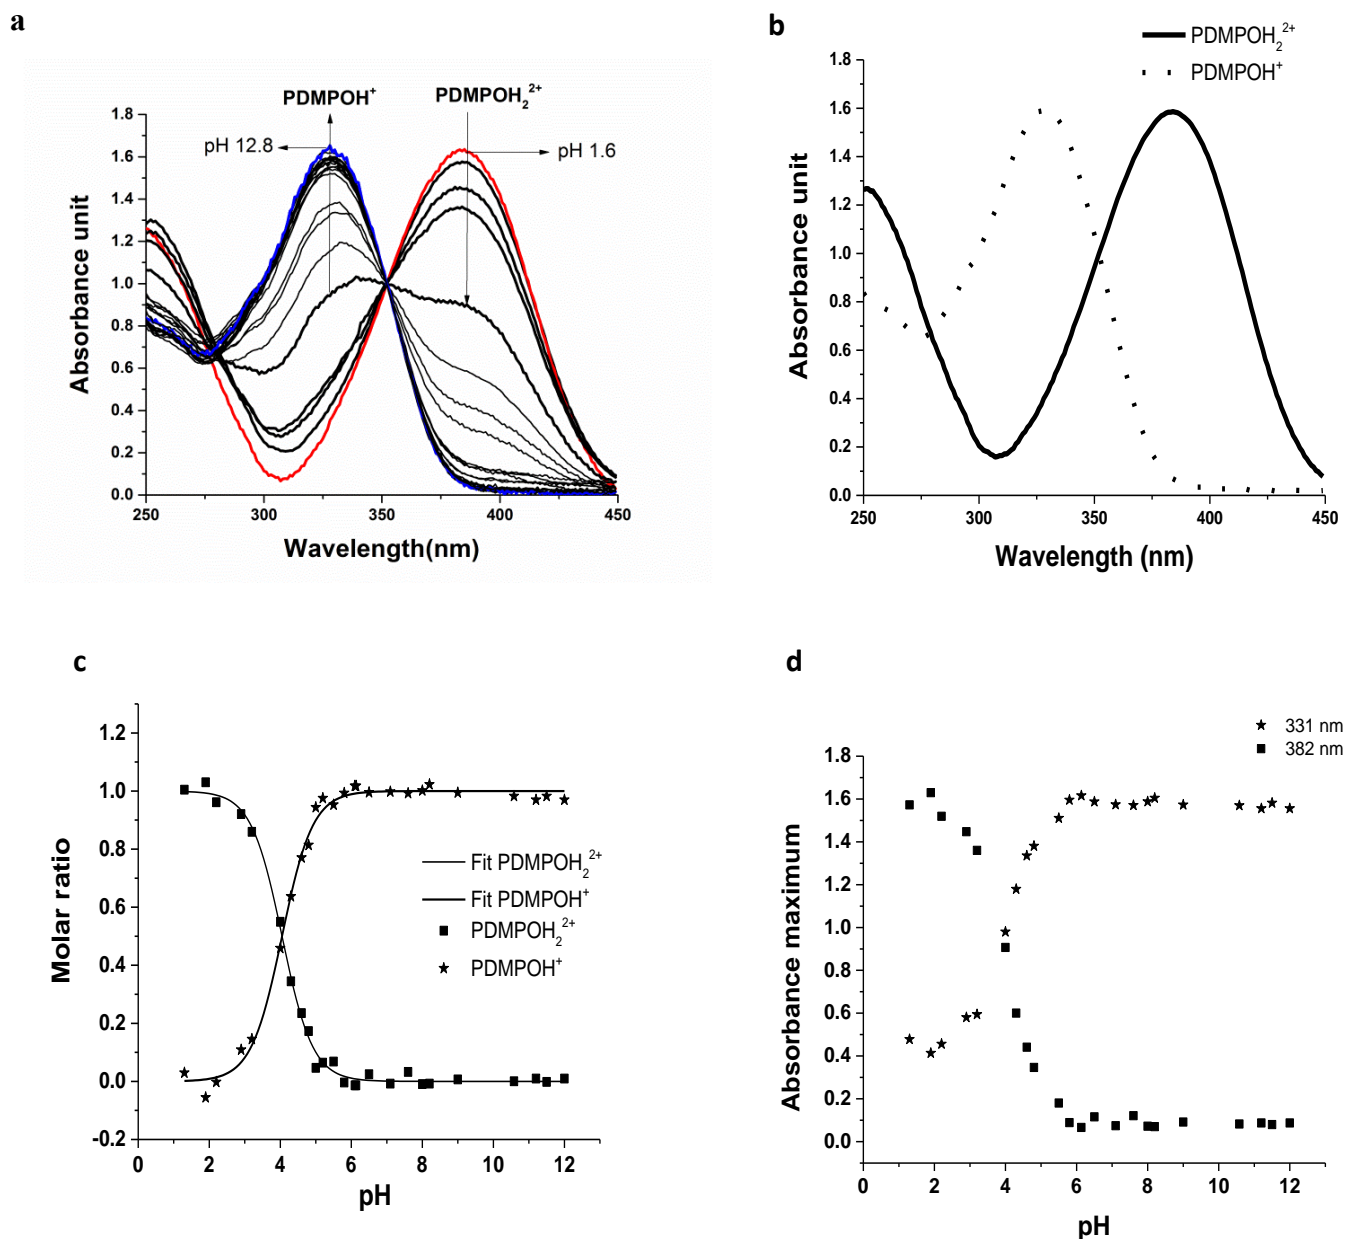 a
PDMPOH⁺
PDMPOH₂²⁺
pH 12.8
pH 1.6
Absorbance unit
1.8
1.6
1.4
1.2
1.0
0.8
0.6
0.4
0.2
0.0
250 300 350 400 450
Wavelength(nm)
b
PDMPOH₂²⁺
PDMPOH⁺
Absorbance unit
1.8
1.6
1.4
1.2
1.0
0.8
0.6
0.4
0.2
0.0
250 300 350 400 450
Wavelength (nm)
c
Molar ratio
1.2
1.0
0.8
0.6
0.4
0.2
0.0
-0.2
Fit PDMPOH₂²⁺
Fit PDMPOH⁺
PDMPOH₂²⁺
PDMPOH⁺
0 2 4 6 8 10 12
pH
d
331 nm
382 nm
Absorbance maximum
1.8
1.6
1.4
1.2
1.0
0.8
0.6
0.4
0.2
0.0
0 2 4 6 8 10 12
pH